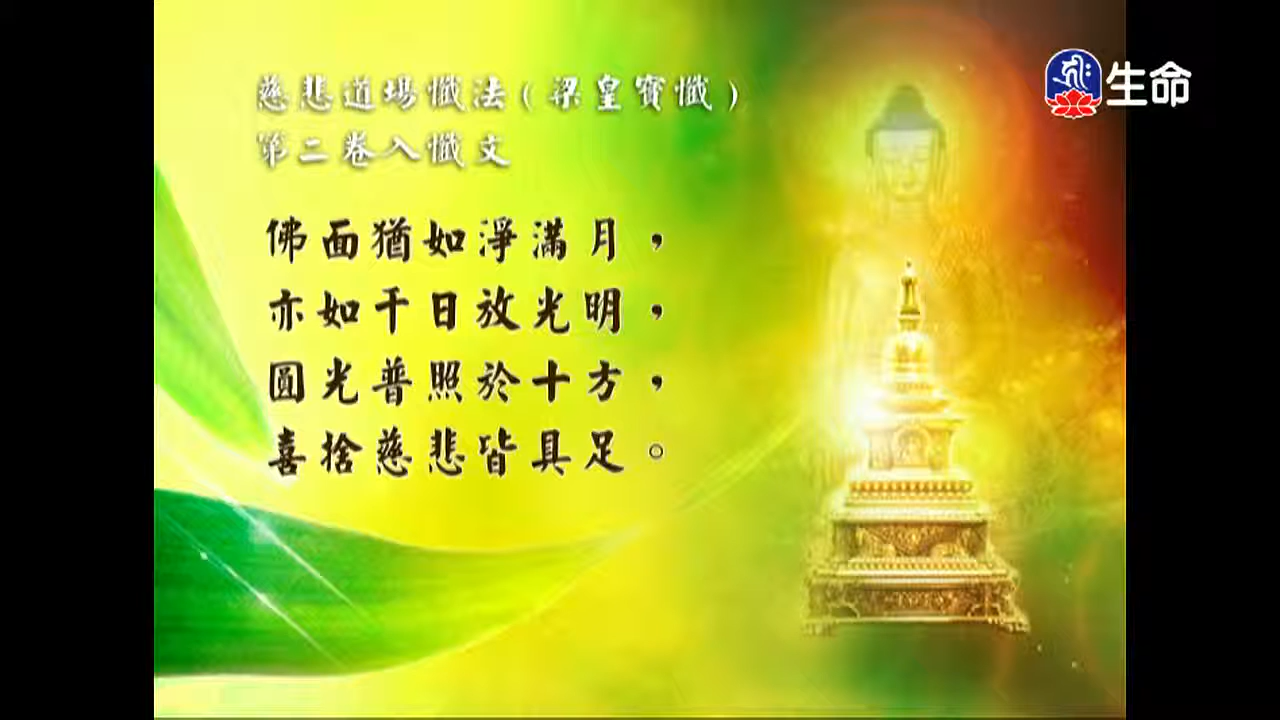 慈悲道場懺法(梁皇寶懺)
第二卷入懺文
佛面猶如淨滿月，
亦如千日放光明，
圓光普照於十方，
喜捨慈悲皆具足。
生命